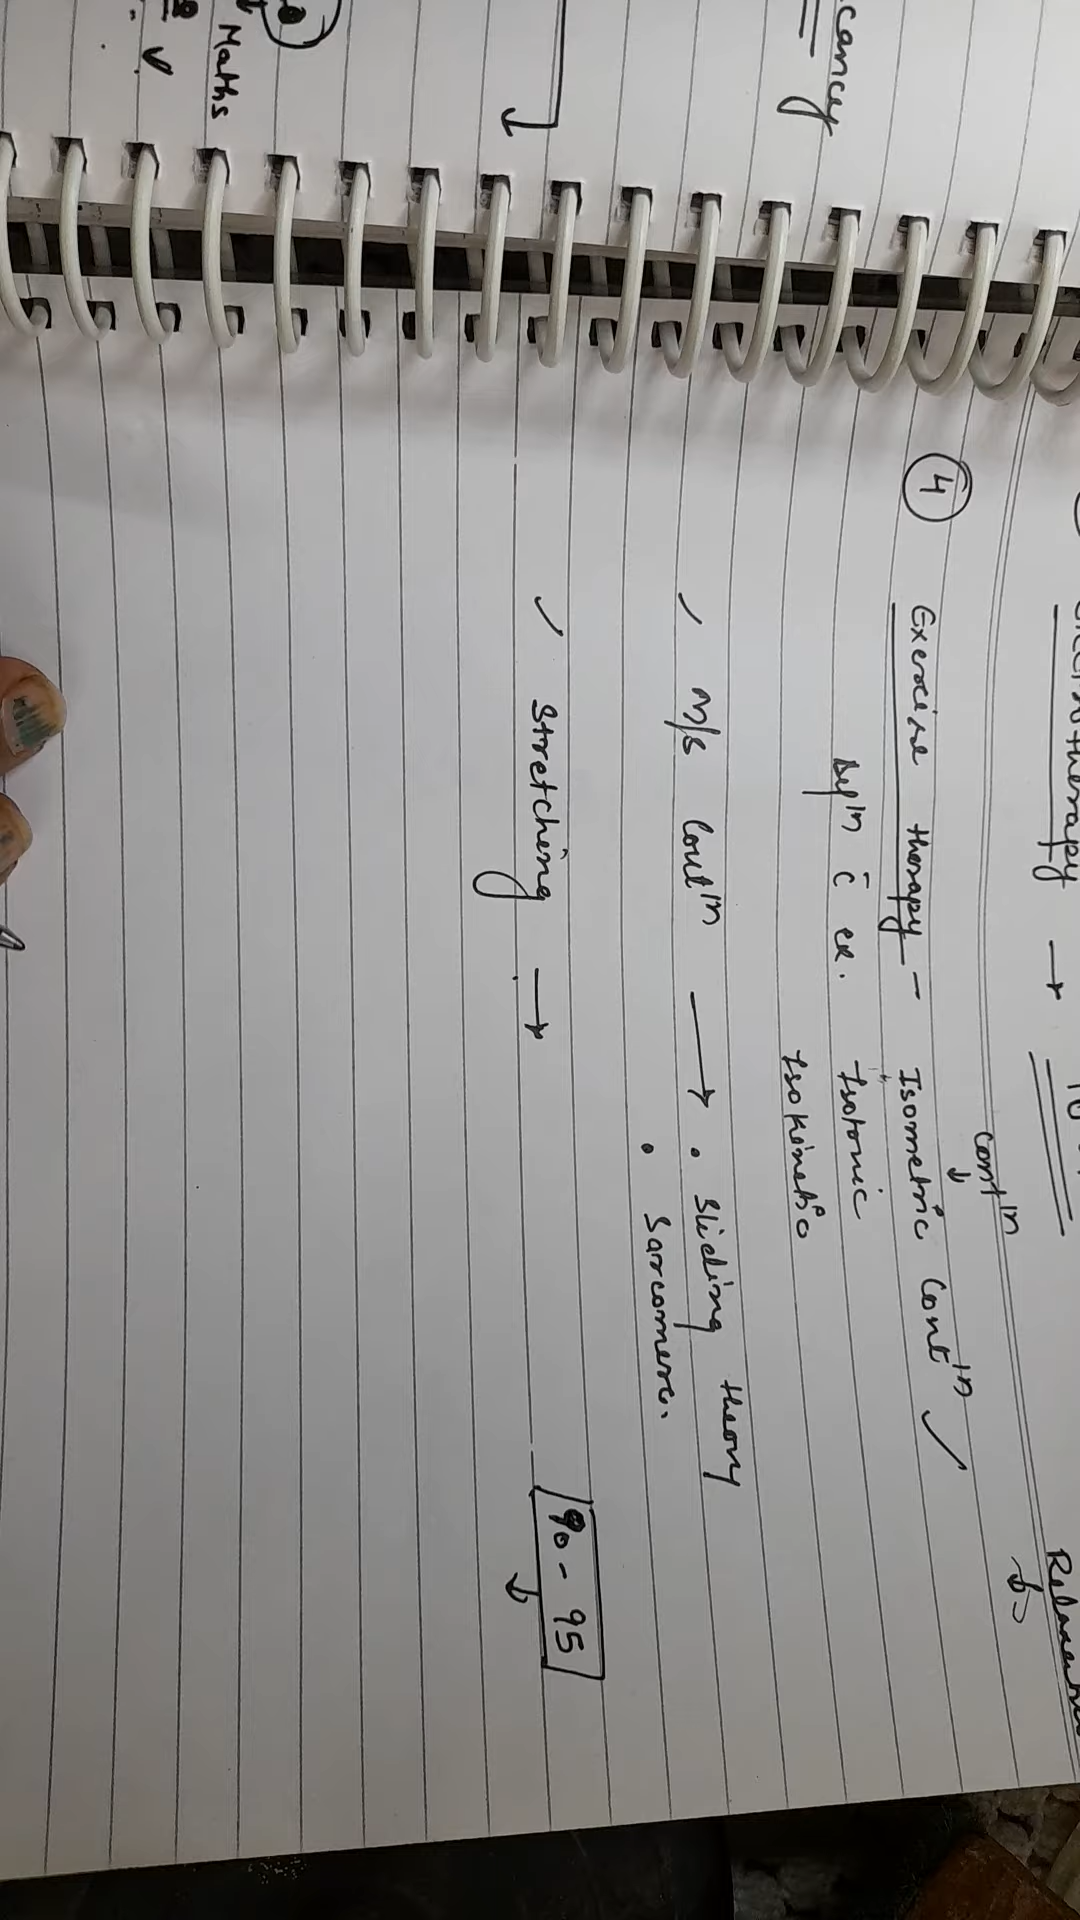 cancy
Maths
therapy →
Contⁿ
↓
④ Exercise therapy - Isometric Contⁿ ✓
Defⁿ c̄ ex. Isotonic
Isokinetic
✓ M/s Contⁿ → • Sliding theory
• Sarcomere.
✓ Stretching →
90 - 95